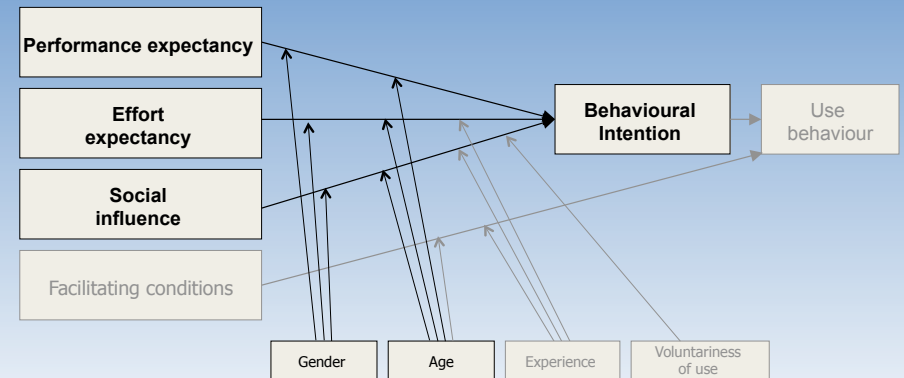 Performance expectancy
Effort
expectancy
Social
influence
Facilitating conditions
Behavioural
Intention
Use
behaviour
Gender
Age
Experience
Voluntariness
of use